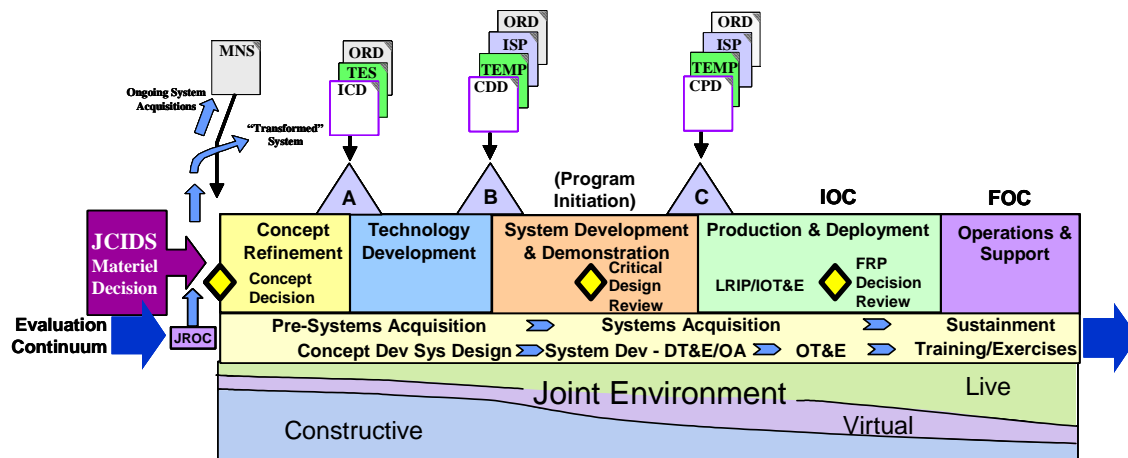 MNS
ORD
TES
ICD
ORD
ISP
TEMP
CDD
ORD
ISP
TEMP
CPD
Ongoing System
Acquisitions
“Transformed”
System
A
B
(Program
Initiation)
C
IOC
FOC
JCIDS
Materiel
Decision
Concept
Refinement
Concept
Decision
Technology
Development
System Development
& Demonstration
Critical
Design
Review
Production & Deployment
LRIP/IOT&E
FRP
Decision
Review
Operations &
Support
Evaluation
Continuum
JROC
Pre-Systems Acquisition
Systems Acquisition
Sustainment
Concept Dev Sys Design
System Dev - DT&E/OA
OT&E
Training/Exercises
Joint Environment
Live
Constructive
Virtual